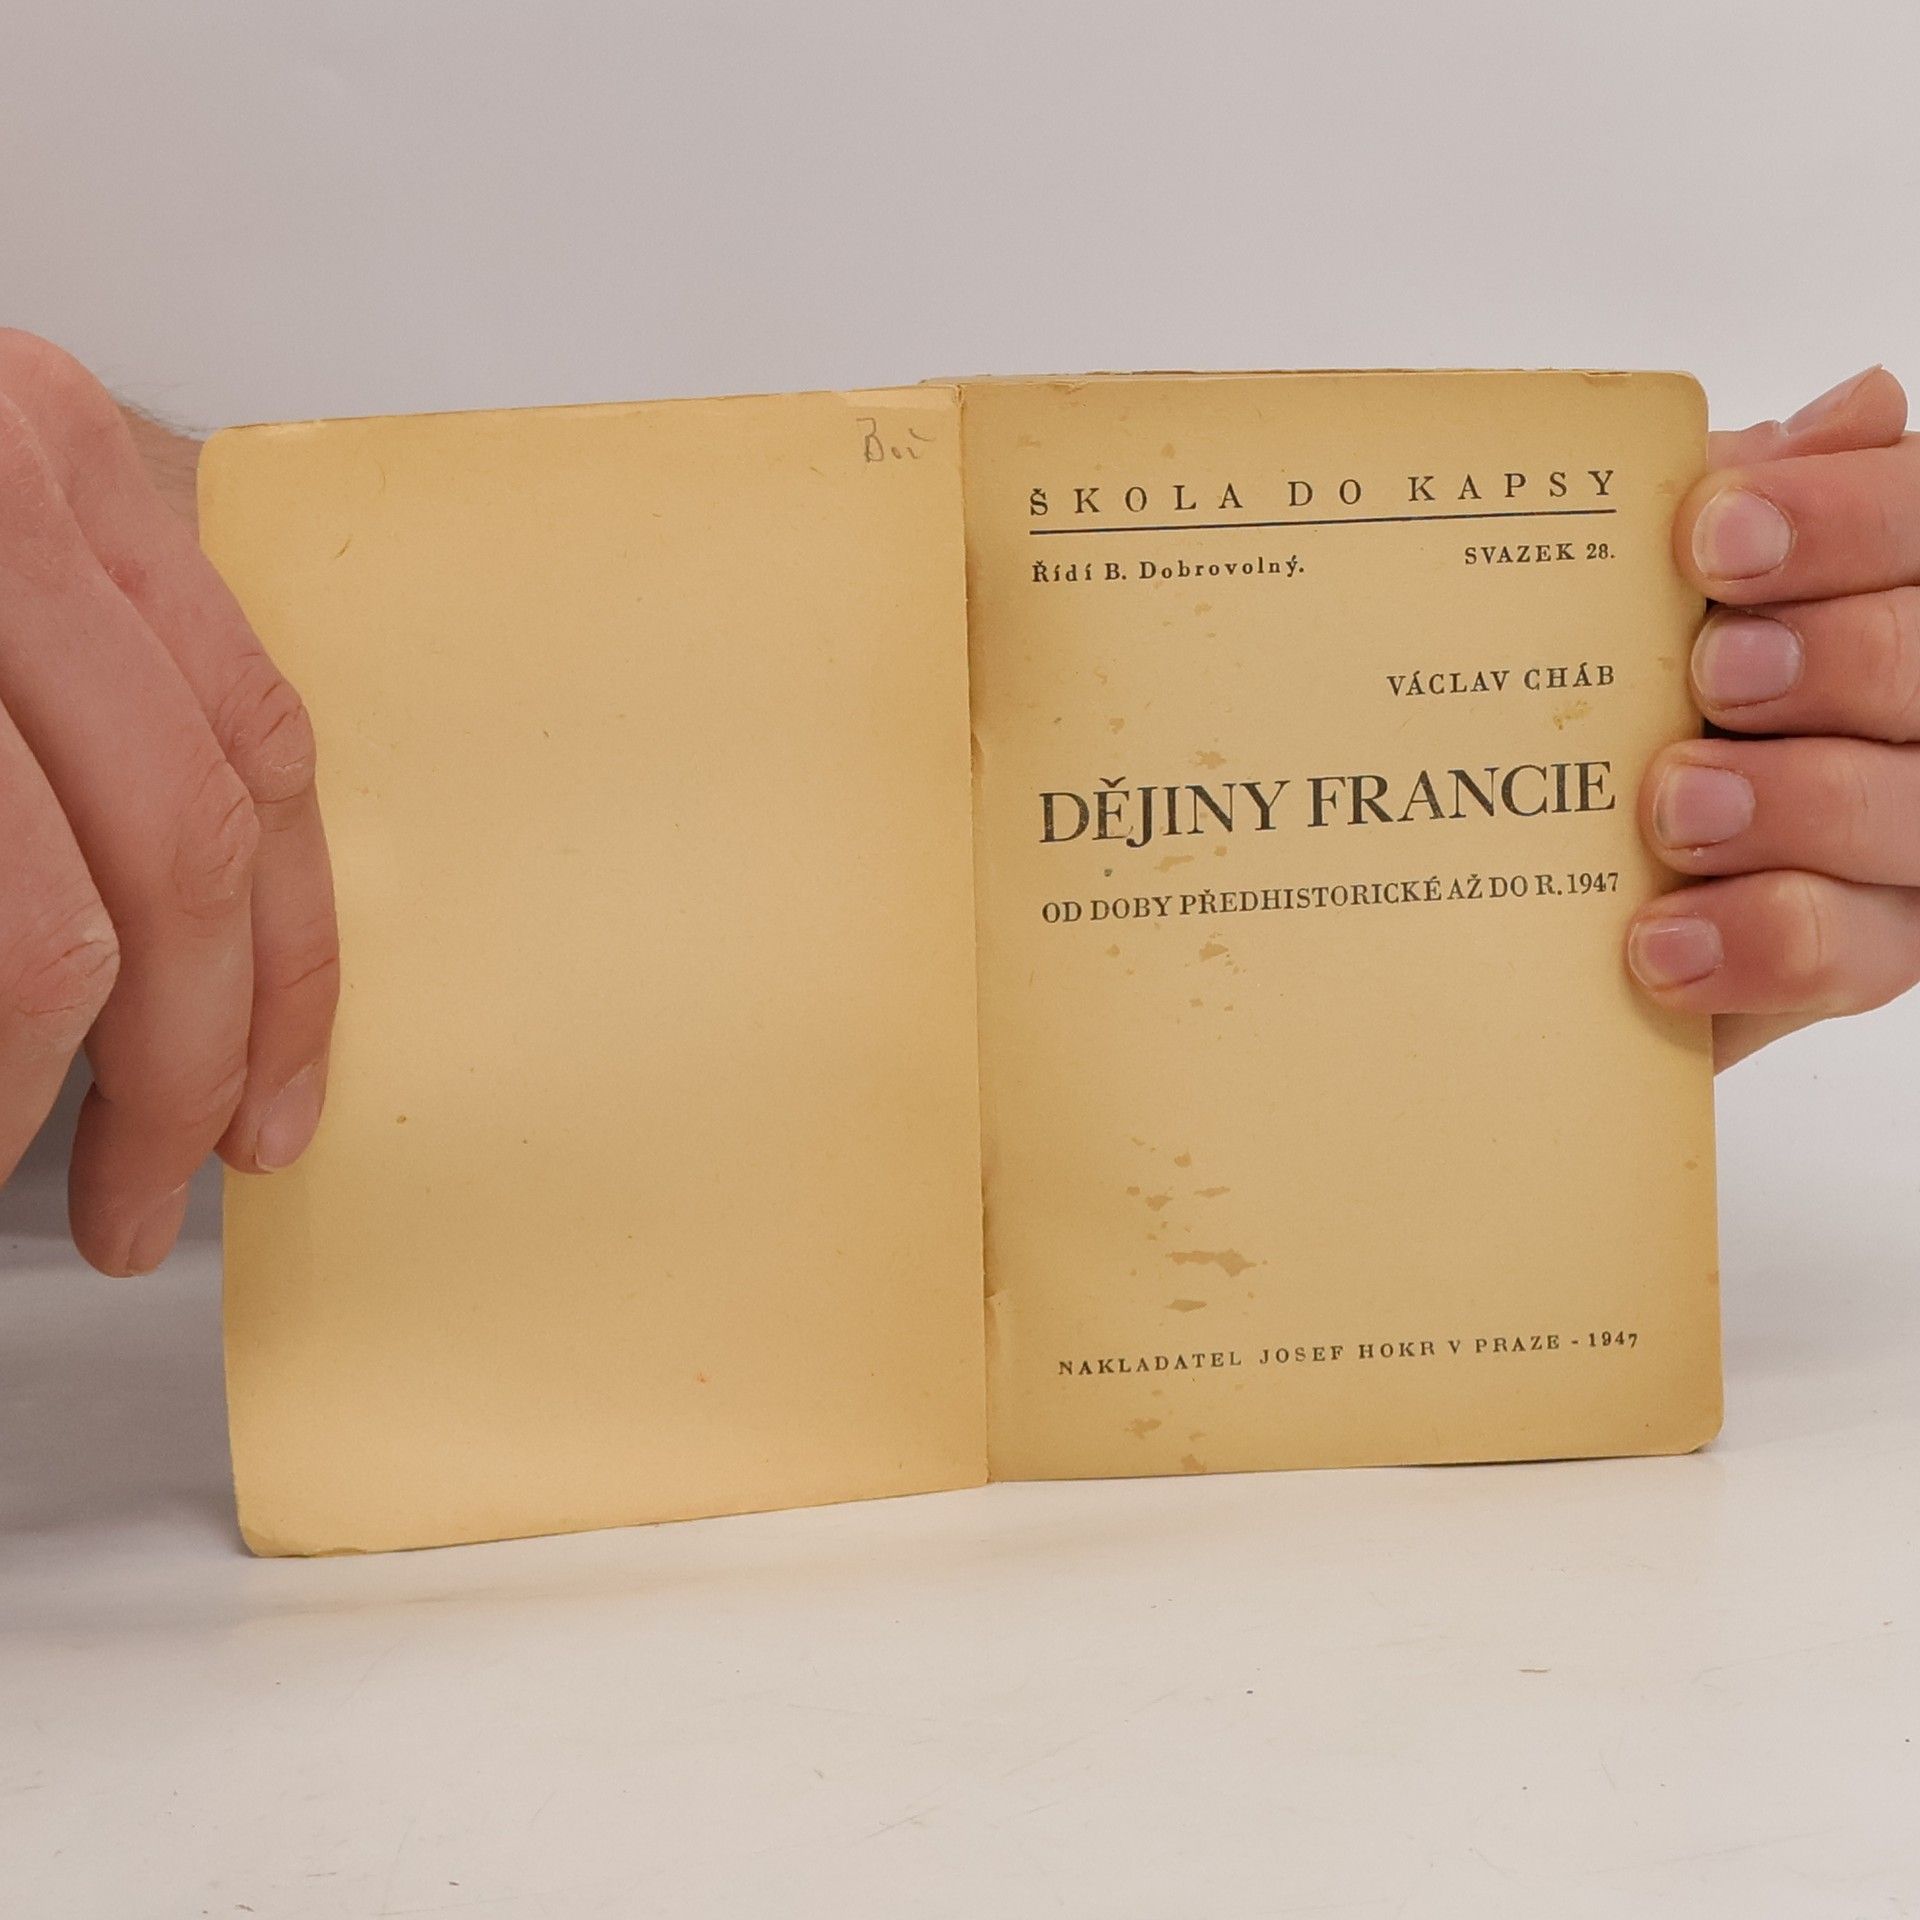 ŠKOLA DO KAPSY
Řídí B. Dobrovolný. SVAZEK 28.
VÁCLAV CHÁB
DĚJINY FRANCIE
OD DOBY PŘEDHISTORICKÉ AŽ DO R. 1947
NAKLADATEL JOSEF HOKR V PRAZE - 1947